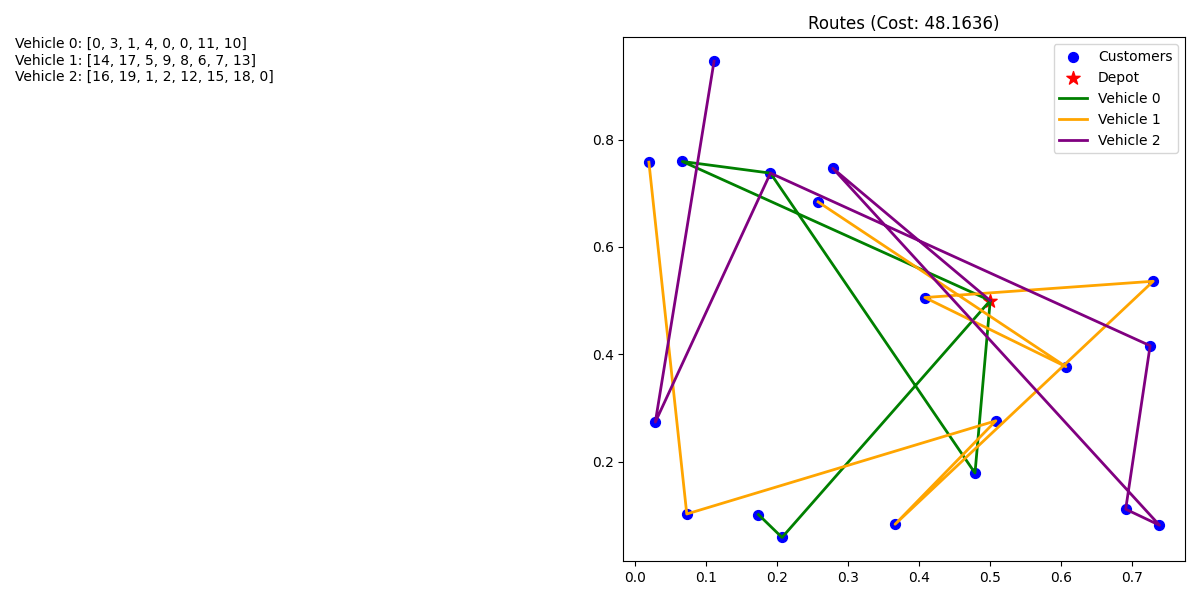 Vehicle 0: [0, 3, 1, 4, 0, 0, 11, 10]
Vehicle 1: [14, 17, 5, 9, 8, 6, 7, 13]
Vehicle 2: [16, 19, 1, 2, 12, 15, 18, 0]
Routes (Cost: 48.1636)
Customers
Depot
Vehicle 0
Vehicle 1
Vehicle 2
0.8
0.6
0.4
0.2
0.0 0.1 0.2 0.3 0.4 0.5 0.6 0.7